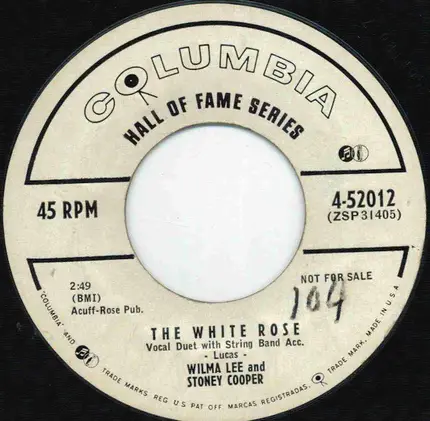 COLUMBIA
HALL OF FAME SERIES
45 RPM
4-52012
(ZSP31405)
2:49
(BMI)
Acuff-Rose Pub.
NOT FOR SALE
104
THE WHITE ROSE
Vocal Duet with String Band Acc.
- Lucas -
WILMA LEE and
STONEY COOPER
"COLUMBIA" AND TRADE MARKS. REG. U.S. PAT. OFF. MARCAS REGISTRADAS. TRADE MARK. MADE IN U.S.A.